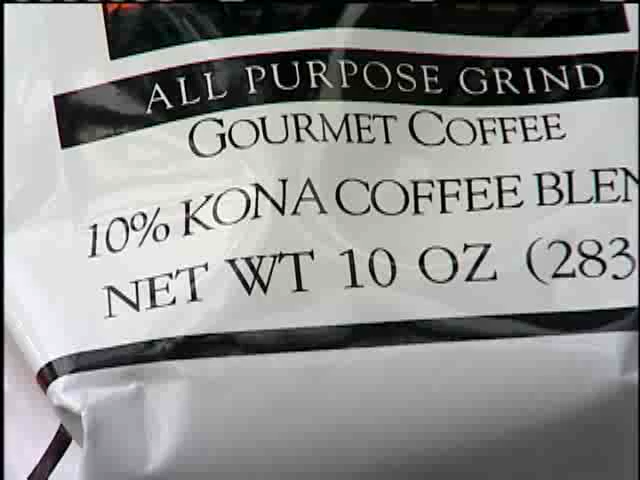 ALL PURPOSE GRIND
GOURMET COFFEE
10% KONA COFFEE BLEN
NET WT 10 OZ (283